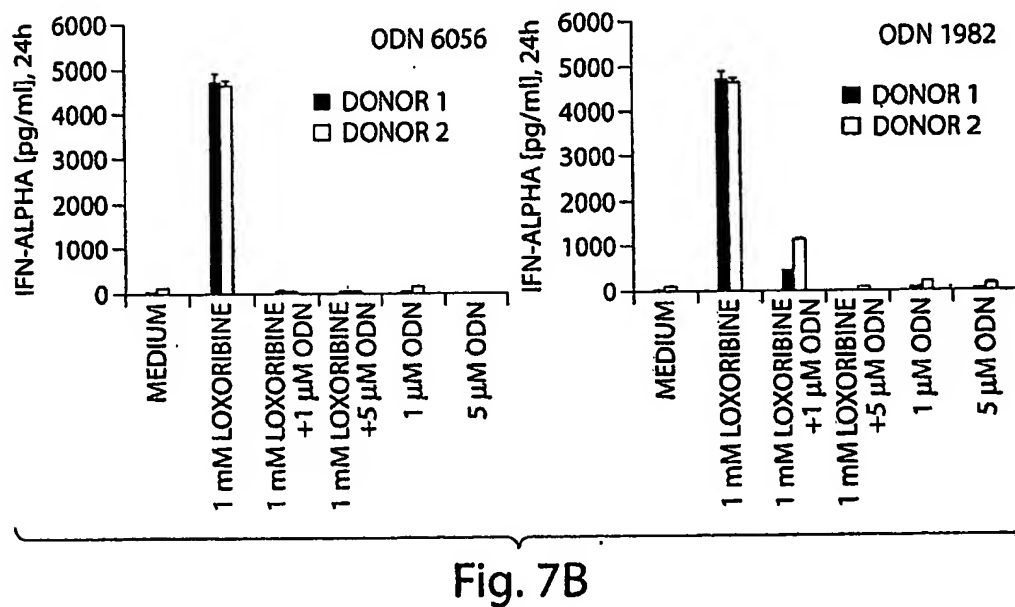 IFN-ALPHA [pg/ml], 24h
6000
5000
4000
3000
2000
1000
0
ODN 6056
DONOR 1
DONOR 2
MEDIUM
1 mM LOXORIBINE
1 mM LOXORIBINE
+1 µM ODN
1 mM LOXORIBINE
+5 µM ODN
1 µM ODN
5 µM ODN
IFN-ALPHA [pg/ml], 24h
6000
5000
4000
3000
2000
1000
0
ODN 1982
DONOR 1
DONOR 2
MEDIUM
1 mM LOXORIBINE
1 mM LOXORIBINE
+1 µM ODN
1 mM LOXORIBINE
+5 µM ODN
1 µM ODN
5 µM ODN
Fig. 7B